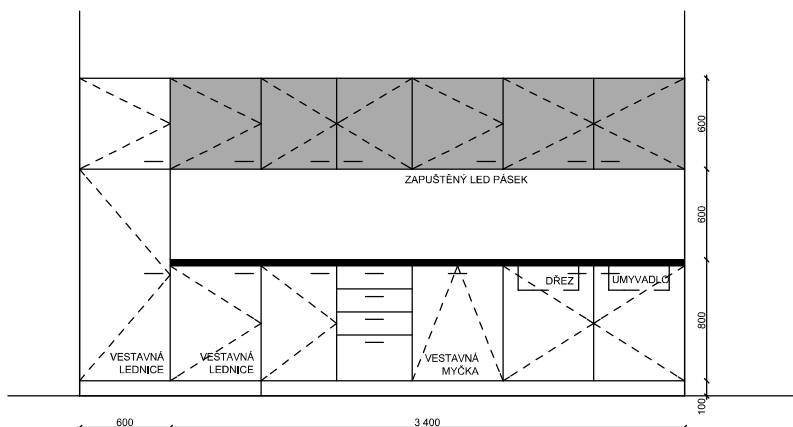 600
ZAPUŠTĚNÝ LED PÁSEK
600
DŘEZ
UMYVADLO
800
VESTAVNÁ
LEDNICE
VESTAVNÁ
LEDNICE
VESTAVNÁ
MYČKA
100
600
3 400